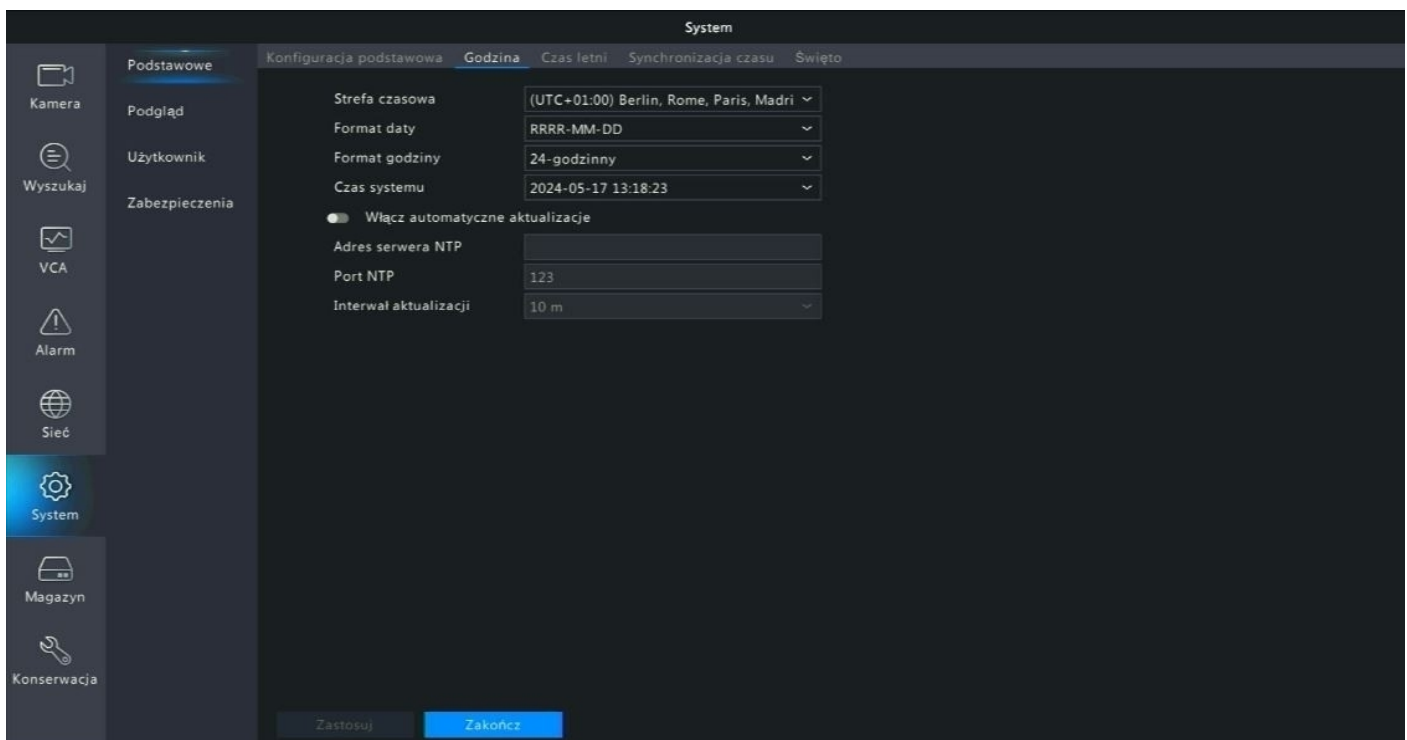 System
Kamera
Wyszukaj
VCA
Alarm
Sieć
System
Magazyn
Konserwacja
Podstawowe
Podgląd
Użytkownik
Zabezpieczenia
Konfiguracja podstawowa Godzina Czas letni Synchronizacja czasu Święto
Strefa czasowa (UTC+01:00) Berlin, Rome, Paris, Madri
Format daty RRRR-MM-DD
Format godziny 24-godzinny
Czas systemu 2024-05-17 13:18:23
Włącz automatyczne aktualizacje
Adres serwera NTP
Port NTP 123
Interwał aktualizacji 10 m
Zastosuj Zakończ